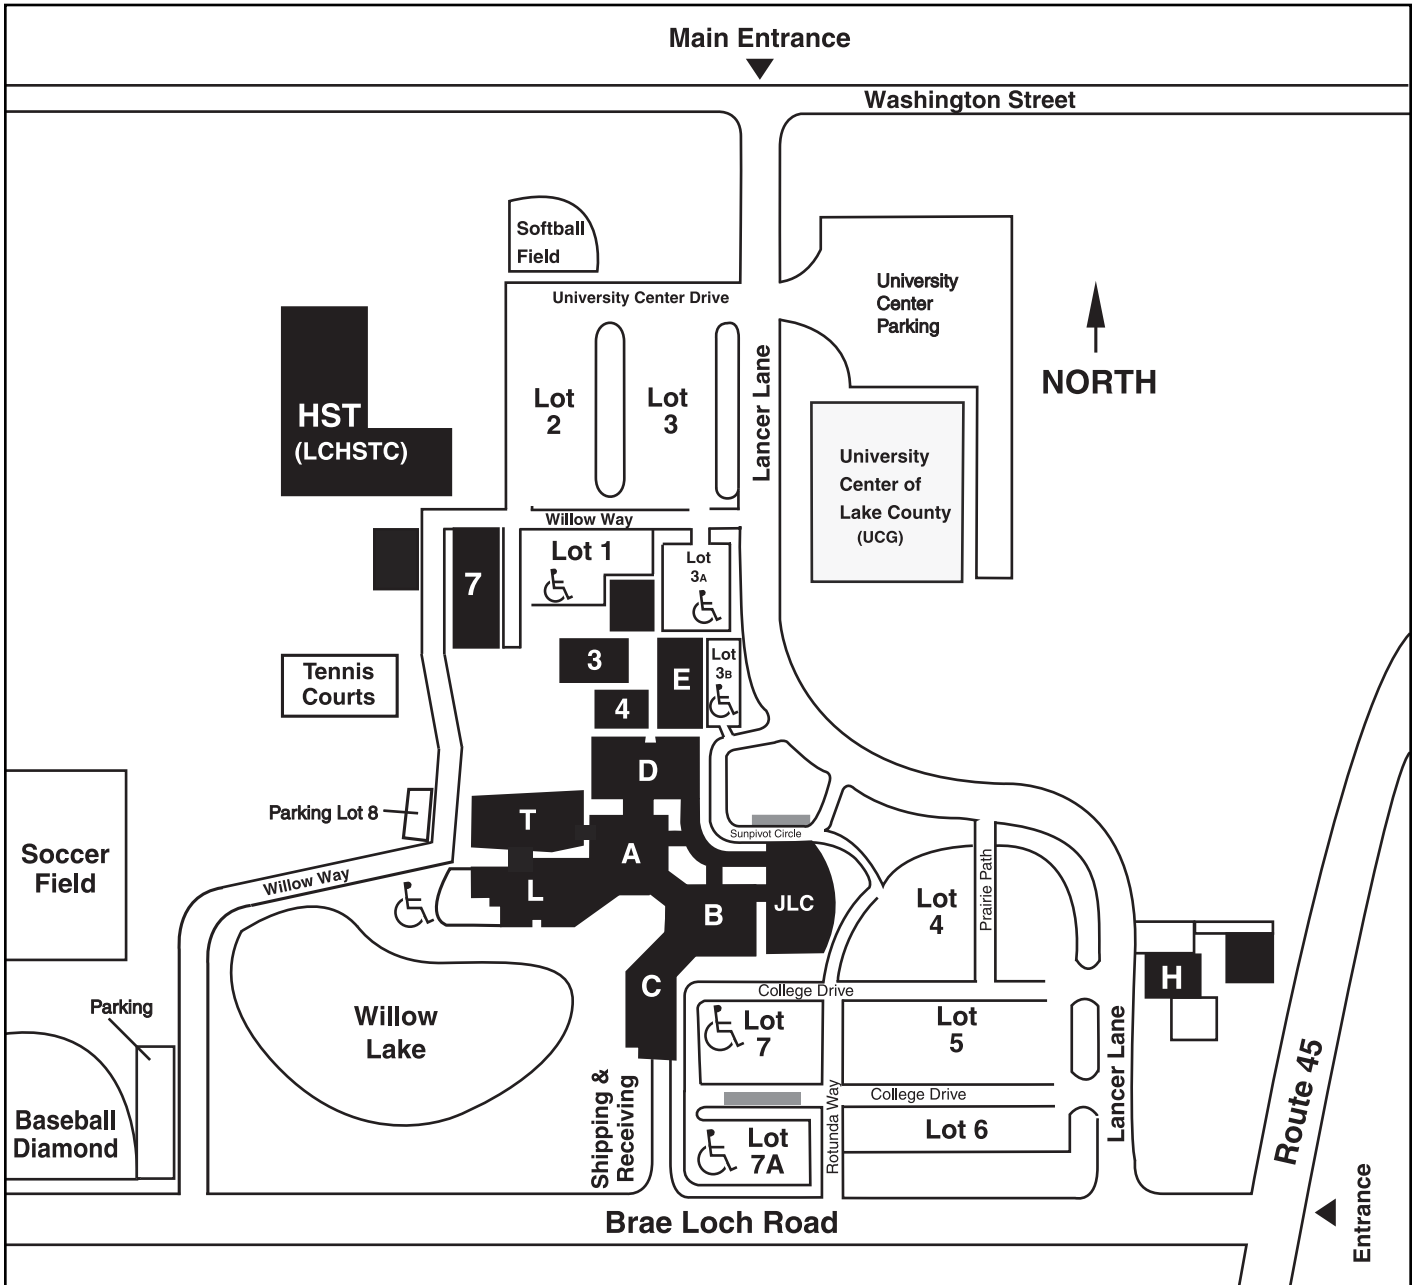 Main Entrance
Washington Street
Softball
Field
University Center Drive
University
Center
Parking
NORTH
Lancer Lane
HST
(LCHSTC)
Lot
2
Lot
3
University
Center of
Lake County
(UCG)
Willow Way
Lot 1
Lot
3A
7
3
E
Lot
3B
4
Tennis
Courts
D
Parking Lot 8
T
Sunpivot Circle
A
Soccer
Field
Willow Way
L
B
JLC
Lot
4
Prairie Path
H
C
College Drive
Parking
Willow
Lake
Lot
7
Lot
5
Lancer Lane
Route 45
Shipping &
Receiving
College Drive
Rotunda Way
Baseball
Diamond
Lot
7A
Lot 6
Brae Loch Road
Entrance